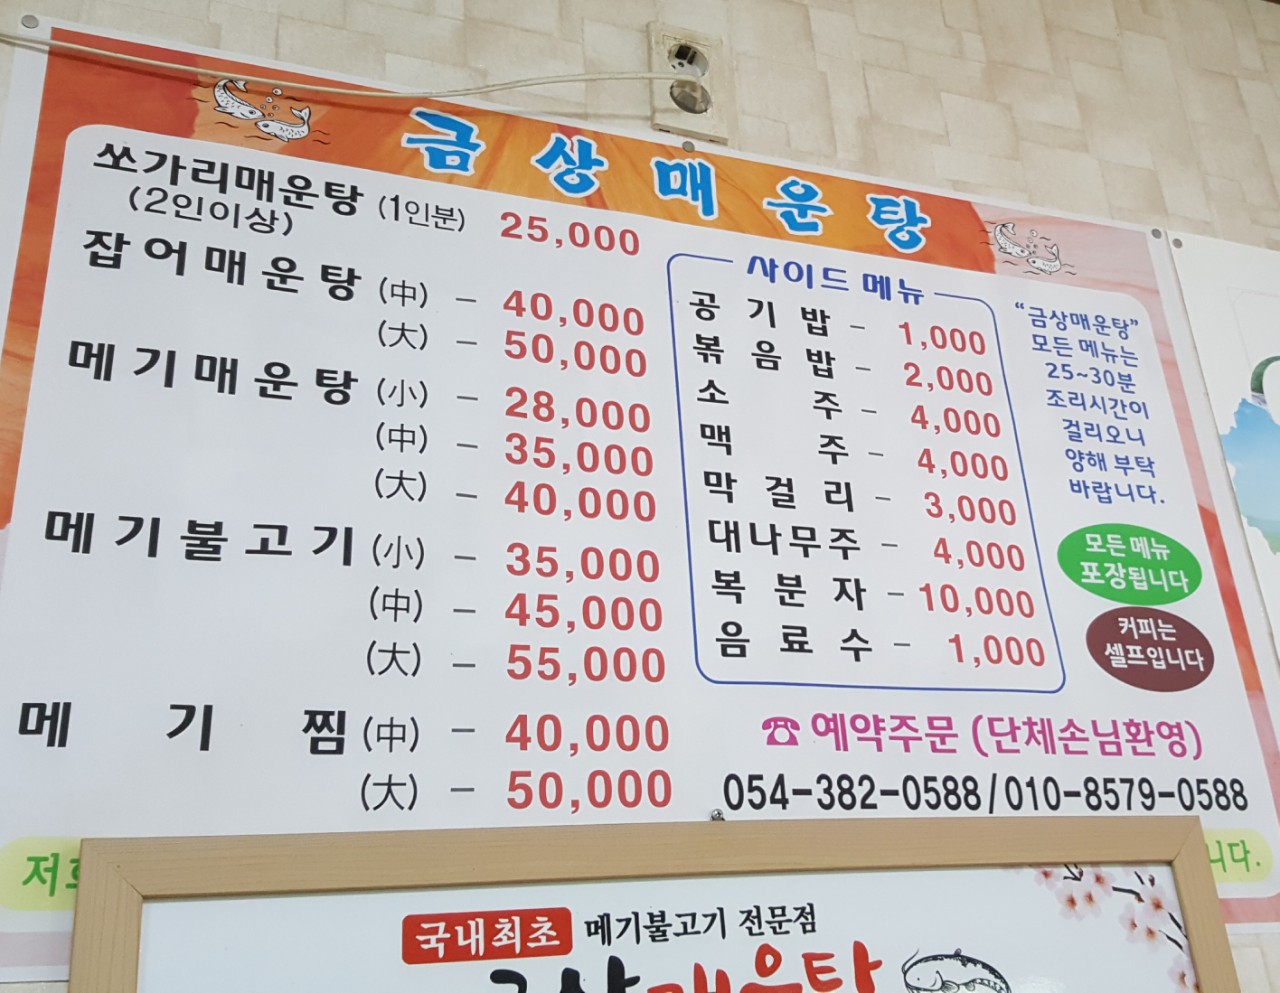 금상매운탕
쏘가리매운탕 (1인분) 25,000
(2인이상)
잡어매운탕 (中) - 40,000
(大) - 50,000
메기매운탕 (小) - 28,000
(中) - 35,000
(大) - 40,000
메기불고기 (小) - 35,000
(中) - 45,000
(大) - 55,000
메기찜 (中) - 40,000
(大) - 50,000
사이드 메뉴
공기밥 - 1,000
볶음밥 - 2,000
소주 - 4,000
맥주 - 4,000
막걸리 - 3,000
대나무주 - 4,000
복분자 - 10,000
음료수 - 1,000
"금상매운탕"
모든 메뉴는
25~30분
조리시간이
걸리오니
양해 부탁
바랍니다.
모든 메뉴
포장됩니다
커피는
셀프입니다
☎ 예약주문 (단체손님환영)
054-382-0588/010-8579-0588
니다.
국내최초 메기불고기 전문점
금상매운탕